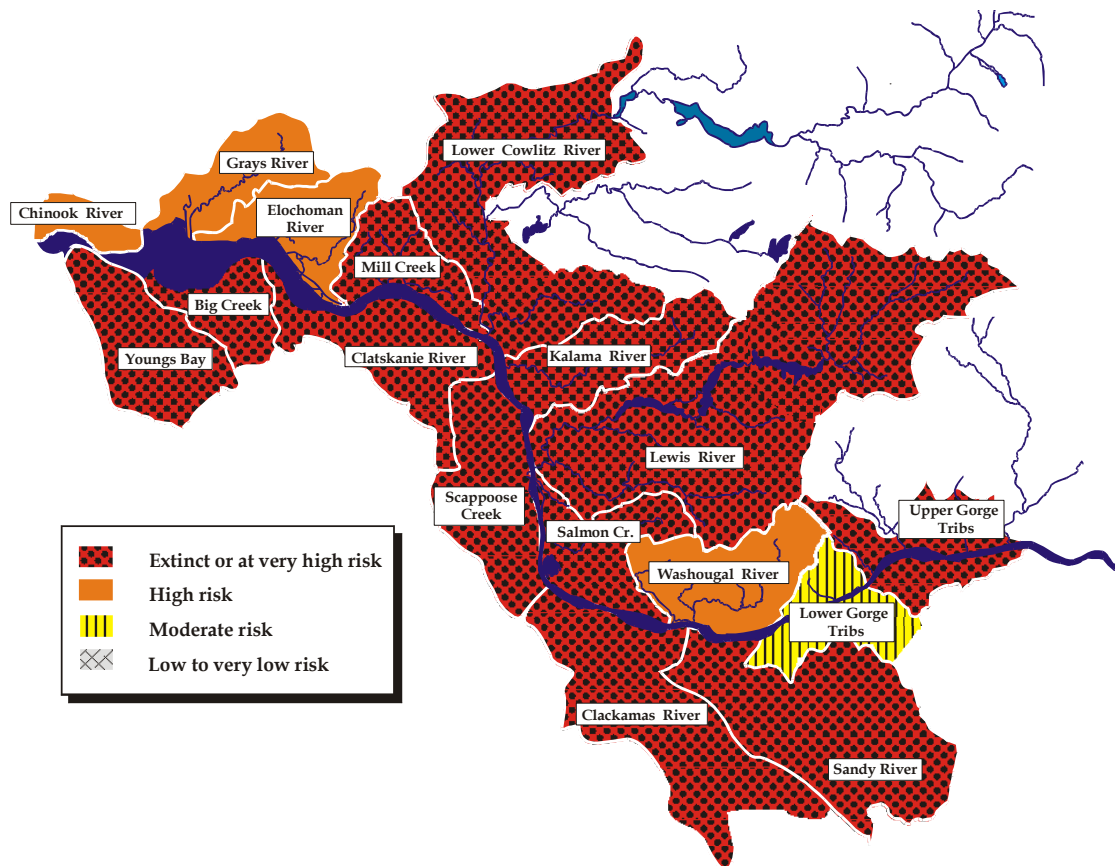 Lower Cowlitz River
Grays River
Chinook River
Elochoman
River
Mill Creek
Big Creek
Youngs Bay
Clatskanie River
Kalama River
Lewis River
Scappoose
Creek
Salmon Cr.
Upper Gorge
Tribs
Washougal River
Lower Gorge
Tribs
Clackamas River
Sandy River
Extinct or at very high risk
High risk
Moderate risk
Low to very low risk